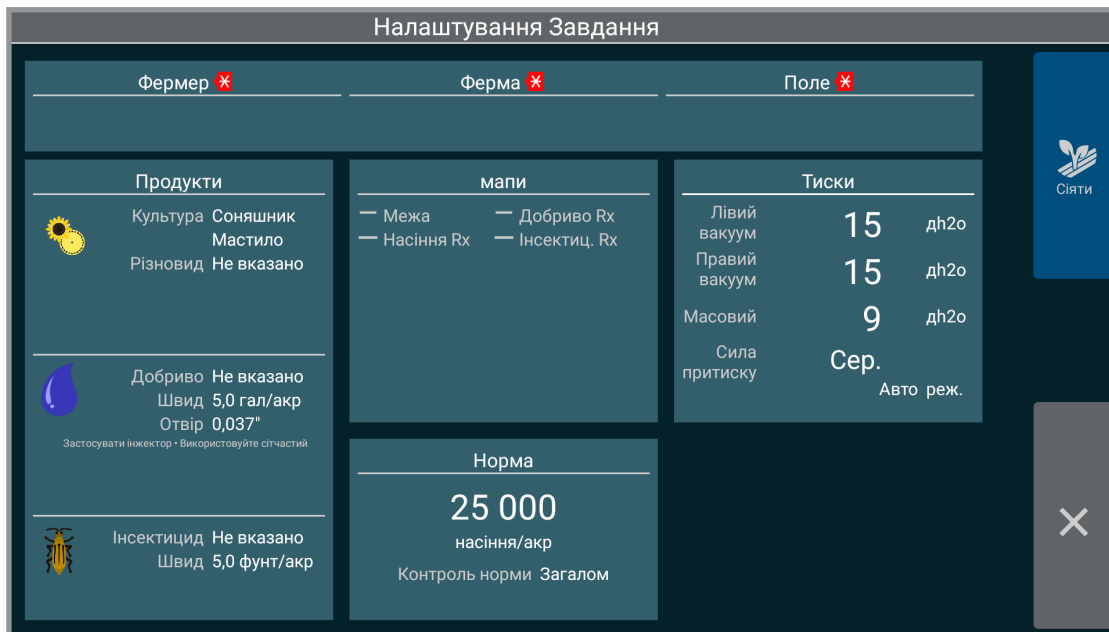 Налаштування Завдання
Фермер *
Ферма *
Поле *
Сіяти
Продукти
Культура Соняшник
Мастило
Різновид Не вказано
Добриво Не вказано
Швид 5,0 гал/акр
Отвір 0,037"
Застосувати інжектор • Використовуйте сітчастий
Інсектицид Не вказано
Швид 5,0 фунт/акр
мапи
Межа
Добриво Rx
Насіння Rx
Інсектиц. Rx
Норма
25 000
насіння/акр
Контроль норми Загалом
Тиски
Лівий
вакуум
15 дh2o
Правий
вакуум
15 дh2o
Масовий 9 дh2o
Сила
притиску
Сер.
Авто реж.